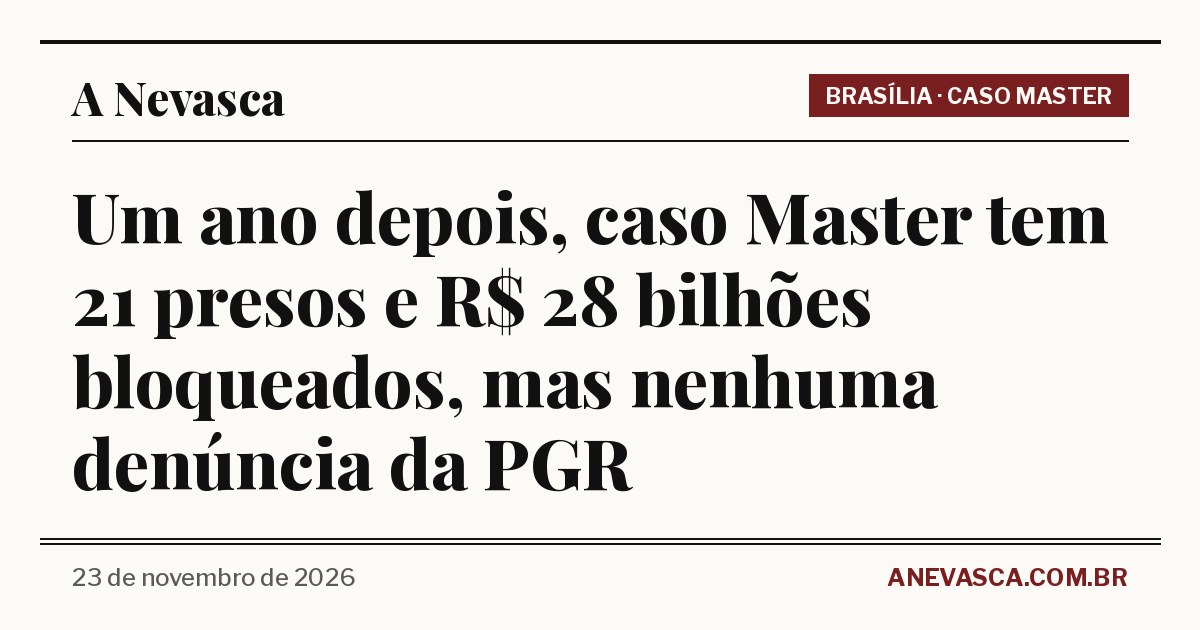 A Nevasca
BRASÍLIA · CASO MASTER
Um ano depois, caso Master tem
21 presos e R$ 28 bilhões
bloqueados, mas nenhuma
denúncia da PGR
23 de novembro de 2026
ANEVASCA.COM.BR